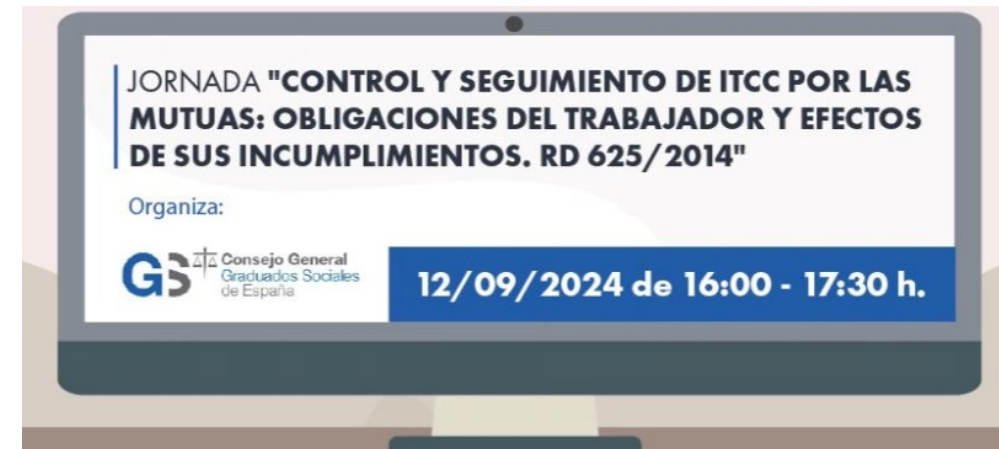 JORNADA "CONTROL Y SEGUIMIENTO DE ITCC POR LAS
MUTUAS: OBLIGACIONES DEL TRABAJADOR Y EFECTOS
DE SUS INCUMPLIMIENTOS. RD 625/2014"
Organiza:
GS Consejo General
Graduados Sociales
de España
12/09/2024 de 16:00 - 17:30 h.